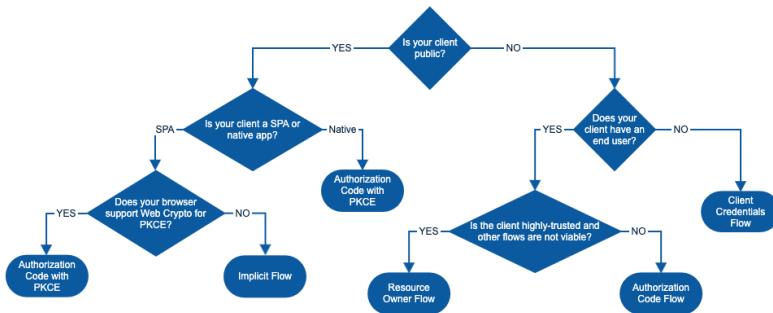 Is your client
public?
YES
NO
Is your client a SPA or
native app?
Does your
client have an
end user?
SPA
Native
YES
NO
Authorization
Code with
PKCE
Does your browser
support Web Crypto for
PKCE?
Client
Credentials
Flow
YES
NO
Is the client highly-trusted and
other flows are not viable?
YES
NO
Authorization
Code with
PKCE
Implicit Flow
Resource
Owner Flow
Authorization
Code Flow